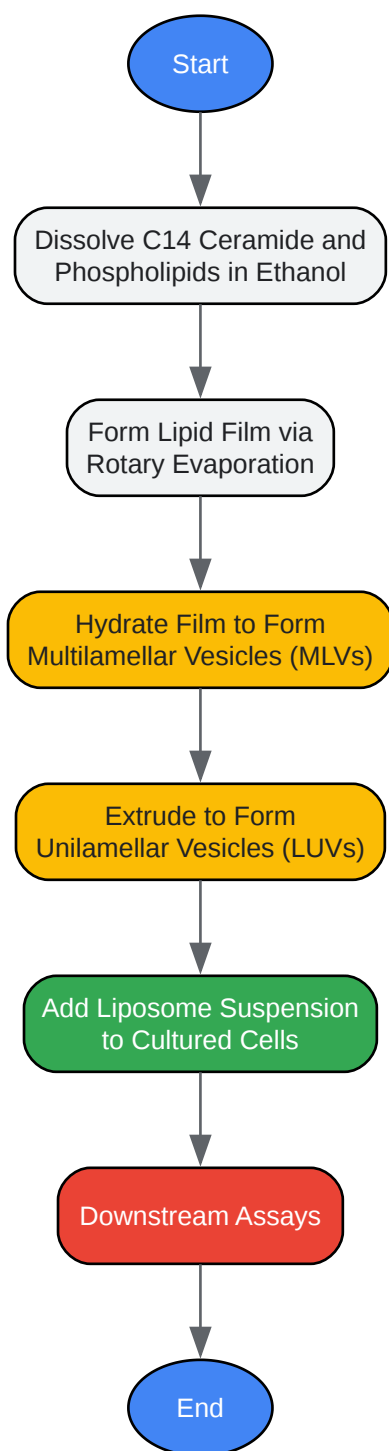 Start
Dissolve C14 Ceramide and
Phospholipids in Ethanol
Form Lipid Film via
Rotary Evaporation
Hydrate Film to Form
Multilamellar Vesicles (MLVs)
Extrude to Form
Unilamellar Vesicles (LUVs)
Add Liposome Suspension
to Cultured Cells
Downstream Assays
End